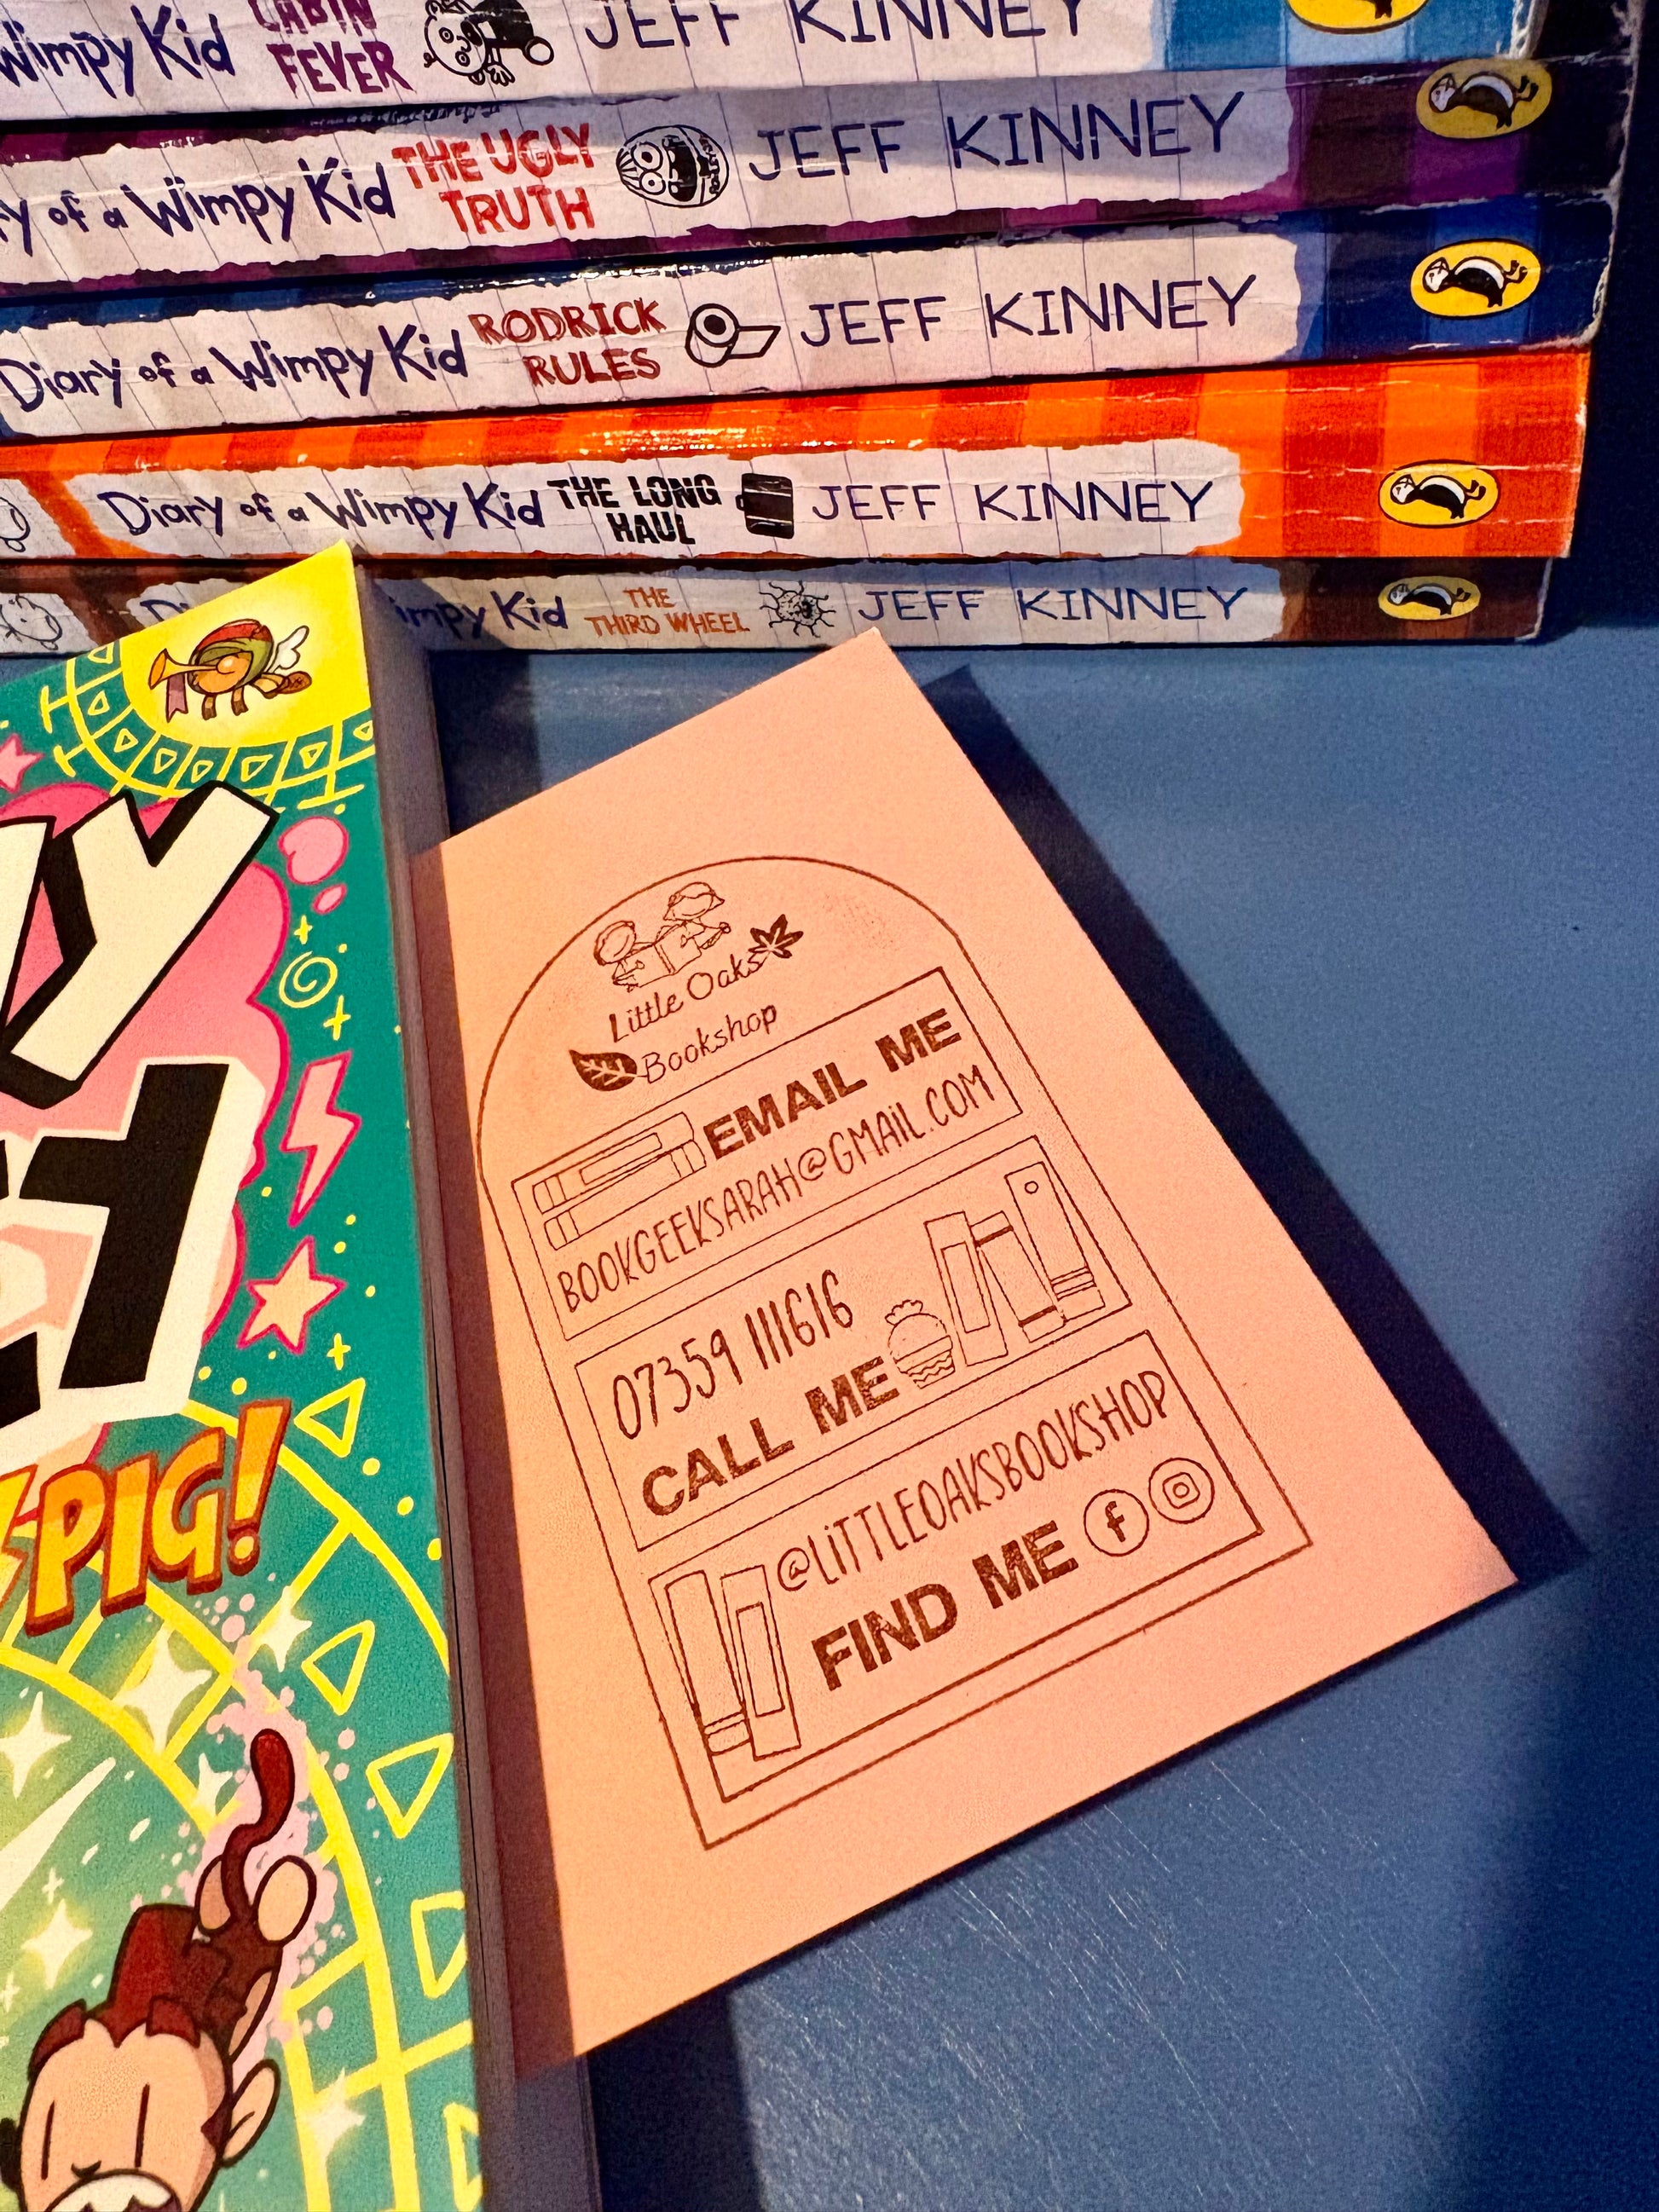 Wimpy Kid CABIN FEVER JEFF KINNEY
of a Wimpy Kid THE UGLY TRUTH JEFF KINNEY
Diary of a Wimpy Kid RODRICK RULES JEFF KINNEY
Diary of a Wimpy Kid THE LONG HAUL JEFF KINNEY
Kid THE THIRD WHEEL JEFF KINNEY
PIG!
Little Oaks
Bookshop
EMAIL ME
BOOKGEEKSARAH@GMAIL.COM
07359 111616
CALL ME
@LITTLEOAKSBOOKSHOP
FIND ME